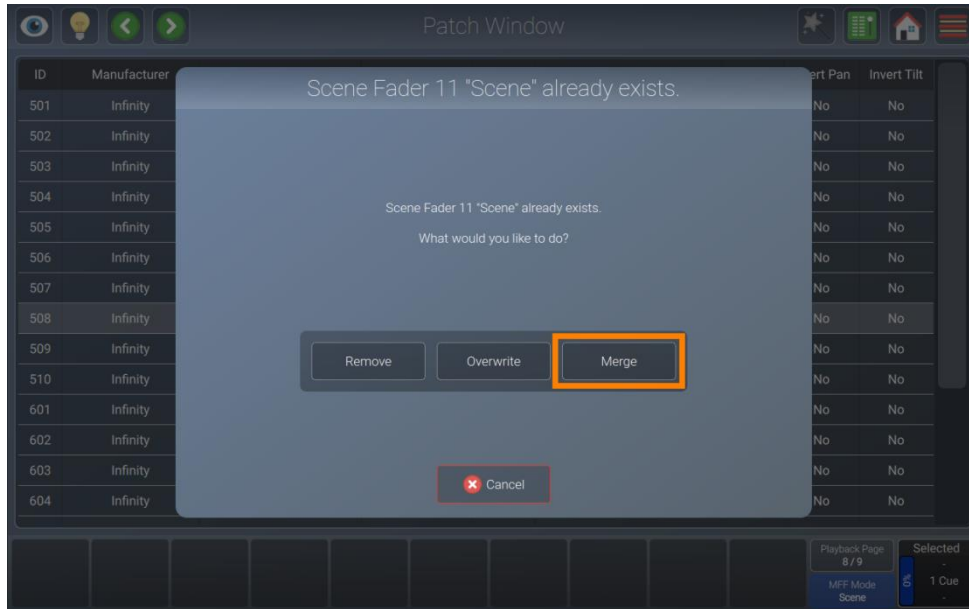 Patch Window
ID Manufacturer ert Pan Invert Tilt
Scene Fader 11 "Scene" already exists.
501 Infinity No No
502 Infinity No No
503 Infinity No No
504 Infinity No No
Scene Fader 11 "Scene" already exists.
505 Infinity No No
What would you like to do?
506 Infinity No No
507 Infinity No No
508 Infinity No No
509 Infinity No No
Remove Overwrite Merge
510 Infinity No No
601 Infinity No No
602 Infinity No No
603 Infinity No No
Cancel
604 Infinity No No
Playback Page
8 / 9
MFF Mode
Scene
0%
Selected
-
1 Cue
-